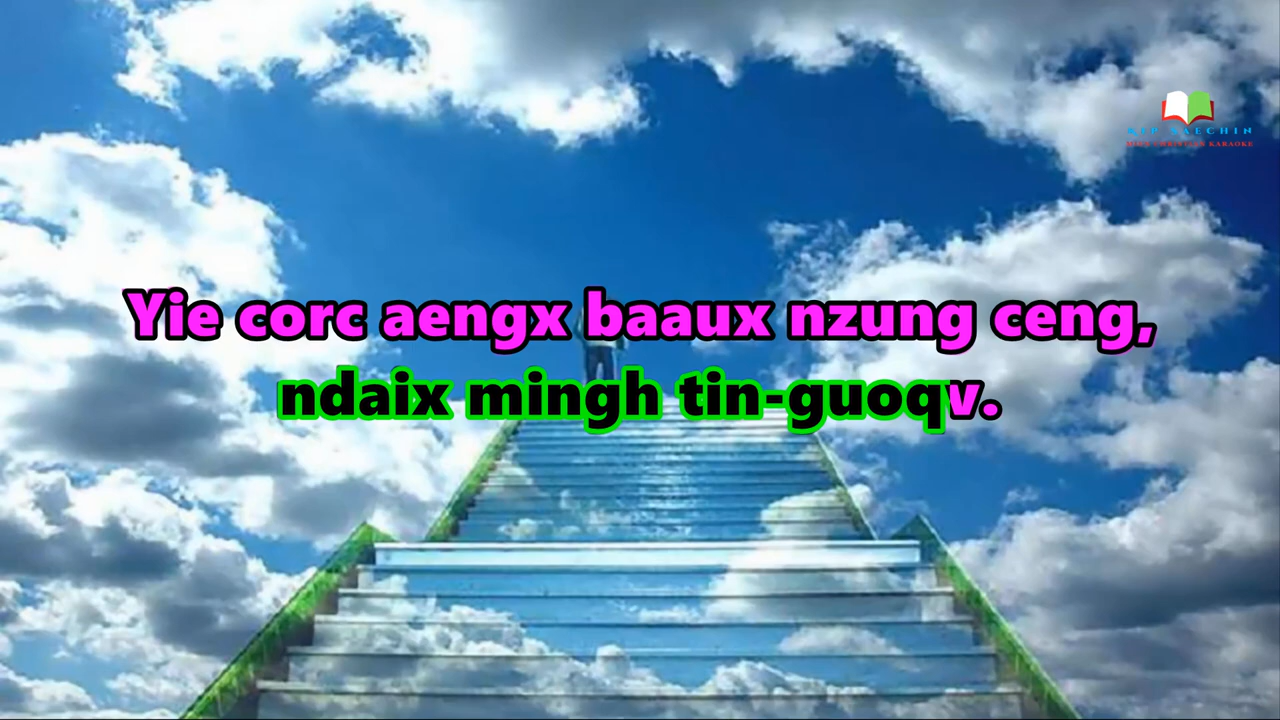 Yie corc aengx baaux nzung ceng,
ndaix mingh tin-guoqv.